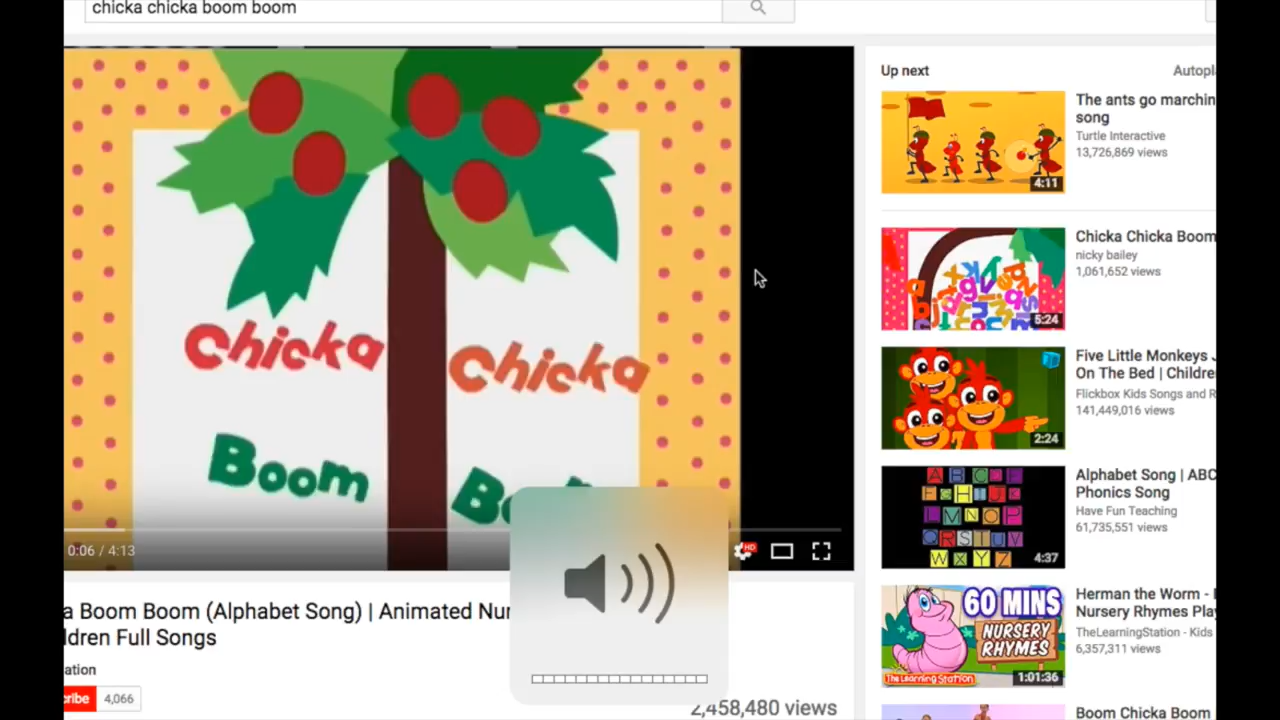 chicka chicka boom boom
Chicka Chicka
Boom
0:06 / 4:13
HD
a Boom Boom (Alphabet Song) | Animated Nur
ldren Full Songs
ation
cribe 4,066
2,458,480 views
Up next
Autopl
The ants go marchin
song
Turtle Interactive
13,726,869 views
4:11
Chicka Chicka Boom
nicky bailey
1,061,652 views
5:24
Five Little Monkeys J
On The Bed | Childre
Flickbox Kids Songs and R
141,449,016 views
2:24
Alphabet Song | ABC
Phonics Song
Have Fun Teaching
61,735,551 views
4:37
Herman the Worm -
Nursery Rhymes Play
TheLearningStation - Kids
6,357,311 views
60 MINS
NURSERY
RHYMES
The Learning Station
1:01:36
Boom Chicka Boom